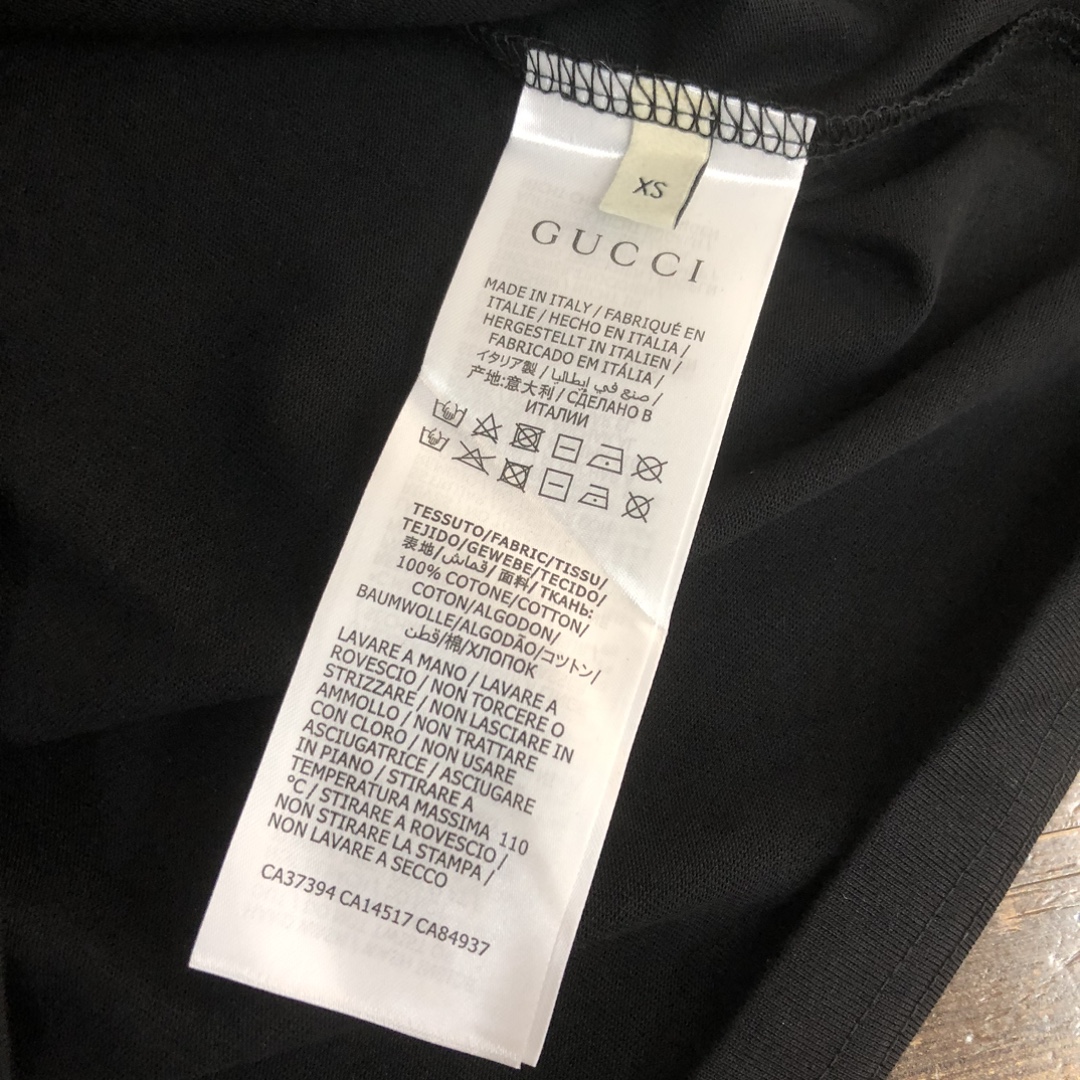 XS
GUCCI
MADE IN ITALY / FABRIQUÉ EN
ITALIE / HECHO EN ITALIA /
HERGESTELLT IN ITALIEN /
FABRICADO EM ITÁLIA /
イタリア製 / صنع في إيطاليا /
产地:意大利 / СДЕЛАНО В
ИТАЛИИ
TESSUTO/FABRIC/TISSU/
TEJIDO/GEWEBE/TECIDO/
表地/قماش/ 面料/ ТКАНЬ:
100% COTONE/COTTON/
COTON/ALGODON/
BAUMWOLLE/ALGODÃO/コットン/
قطن/棉/ХЛОПОК
LAVARE A MANO / LAVARE A
ROVESCIO / NON TORCERE O
STRIZZARE / NON LASCIARE IN
AMMOLLO / NON TRATTARE
CON CLORO / NON USARE
ASCIUGATRICE / ASCIUGARE
IN PIANO / STIRARE A
TEMPERATURA MASSIMA 110
°C / STIRARE A ROVESCIO /
NON STIRARE LA STAMPA /
NON LAVARE A SECCO
CA37394 CA14517 CA84937